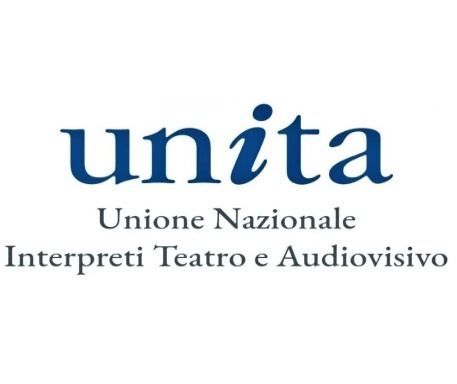 unita
Unione Nazionale
Interpreti Teatro e Audiovisivo